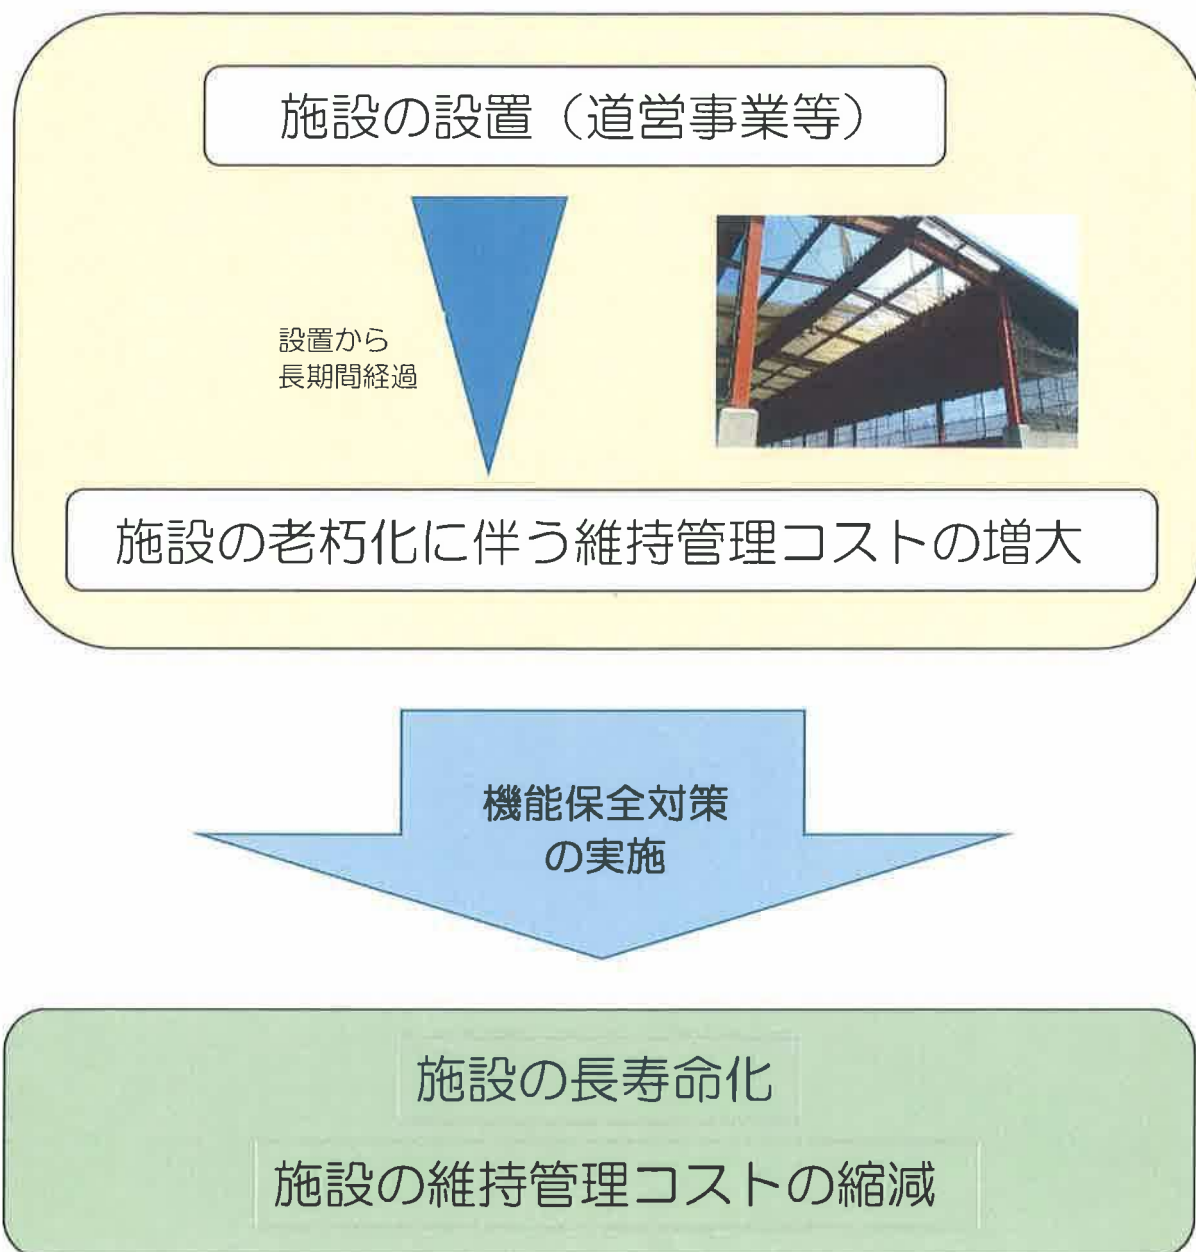 施設の設置（道営事業等）
設置から
長期間経過
施設の老朽化に伴う維持管理コストの増大
機能保全対策
の実施
施設の長寿命化
施設の維持管理コストの縮減